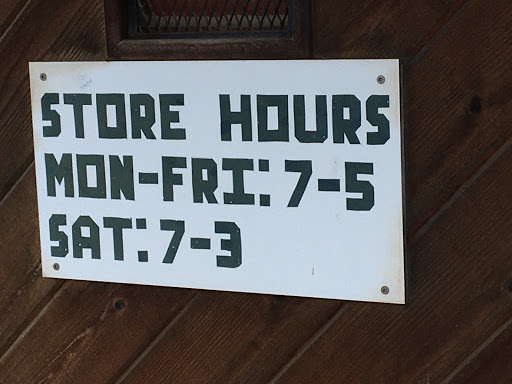 STORE HOURS
MON-FRI: 7-5
SAT: 7-3